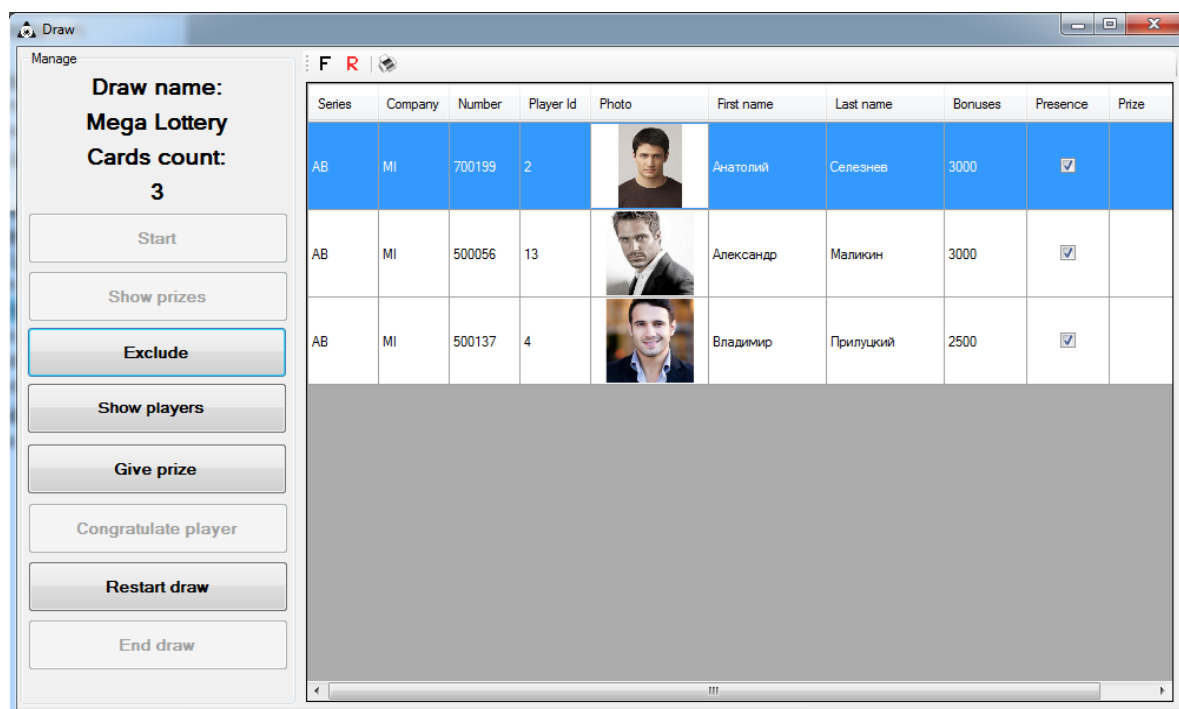 Draw
Manage
Draw name:
Mega Lottery
Cards count:
3
Start
Show prizes
Exclude
Show players
Give prize
Congratulate player
Restart draw
End draw
F R
Series Company Number Player Id Photo First name Last name Bonuses Presence Prize
AB MI 700199 2 Анатолий Селезнев 3000
AB MI 500056 13 Александр Маликин 3000
AB MI 500137 4 Владимир Прилуцкий 2500